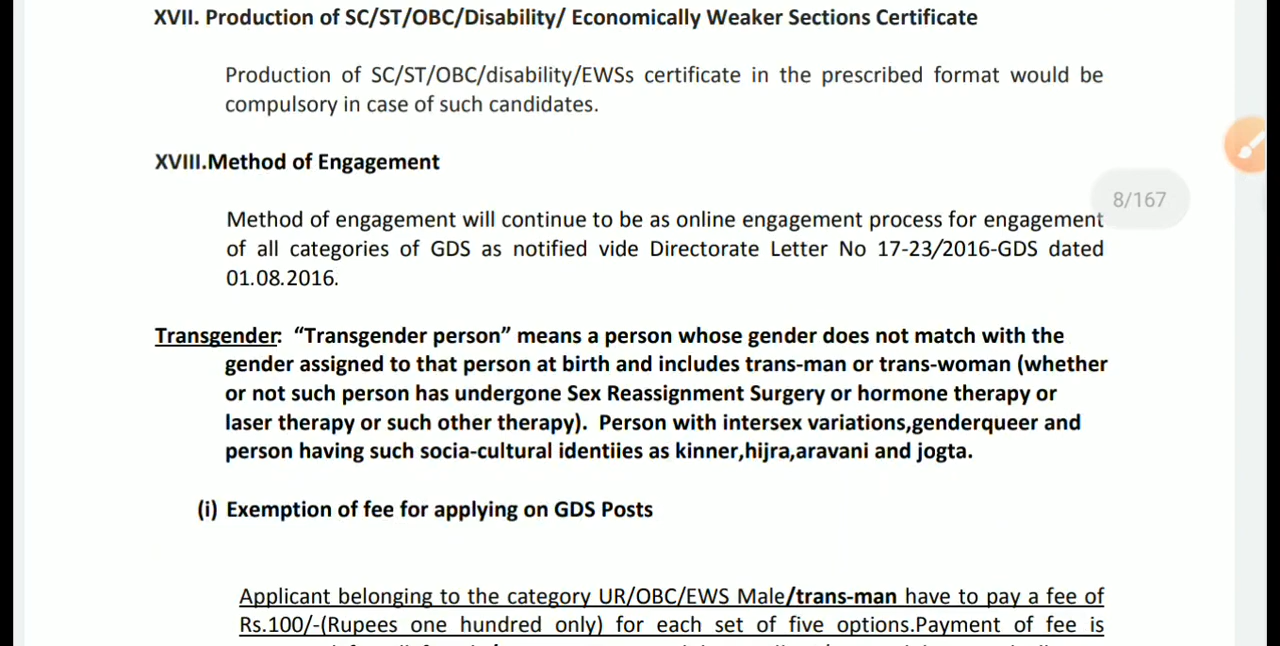 XVII. Production of SC/ST/OBC/Disability/ Economically Weaker Sections Certificate
Production of SC/ST/OBC/disability/EWSs certificate in the prescribed format would be
compulsory in case of such candidates.
XVIII.Method of Engagement
8/167
Method of engagement will continue to be as online engagement process for engagement
of all categories of GDS as notified vide Directorate Letter No 17-23/2016-GDS dated
01.08.2016.
Transgender: “Transgender person” means a person whose gender does not match with the
gender assigned to that person at birth and includes trans-man or trans-woman (whether
or not such person has undergone Sex Reassignment Surgery or hormone therapy or
laser therapy or such other therapy). Person with intersex variations,genderqueer and
person having such socia-cultural identiies as kinner,hijra,aravani and jogta.
(i) Exemption of fee for applying on GDS Posts
Applicant belonging to the category UR/OBC/EWS Male/trans-man have to pay a fee of
Rs.100/-(Rupees one hundred only) for each set of five options.Payment of fee is